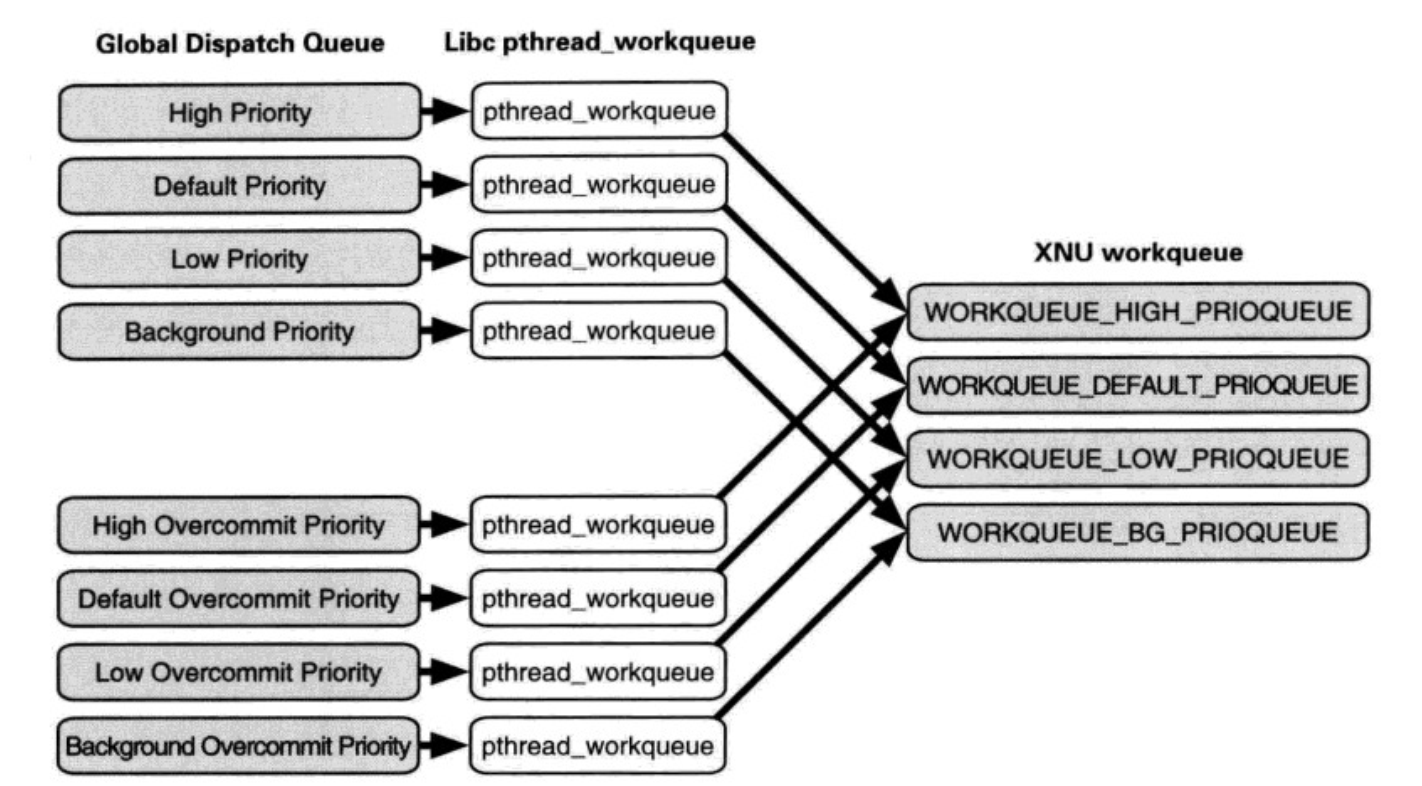 Global Dispatch Queue
Libc pthread_workqueue
High Priority
pthread_workqueue
Default Priority
pthread_workqueue
Low Priority
pthread_workqueue
Background Priority
pthread_workqueue
XNU workqueue
WORKQUEUE_HIGH_PRIOQUEUE
WORKQUEUE_DEFAULT_PRIOQUEUE
WORKQUEUE_LOW_PRIOQUEUE
WORKQUEUE_BG_PRIOQUEUE
High Overcommit Priority
pthread_workqueue
Default Overcommit Priority
pthread_workqueue
Low Overcommit Priority
pthread_workqueue
Background Overcommit Priority
pthread_workqueue